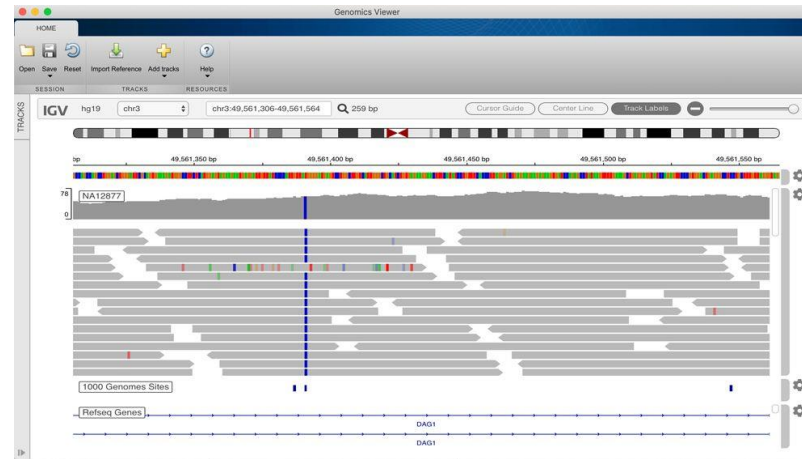 Genomics Viewer
HOME
Open Save Reset Import Reference Add tracks Help
SESSION TRACKS RESOURCES
TRACKS
IGV hg19 chr3 chr3:49,561,306-49,561,564 259 bp Cursor Guide Center Line Track Labels
bp 49,561,350 bp 49,561,400 bp 49,561,450 bp 49,561,500 bp 49,561,550 bp
78
NA12877
0
1000 Genomes Sites
Refseq Genes
DAG1
DAG1